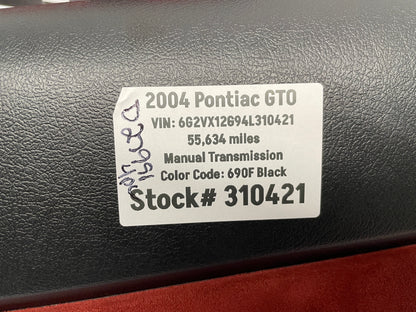 2004 Pontiac GTO
VIN: 6G2VX12G94L310421
55,634 miles
Manual Transmission
Color Code: 690F Black
Stock# 310421